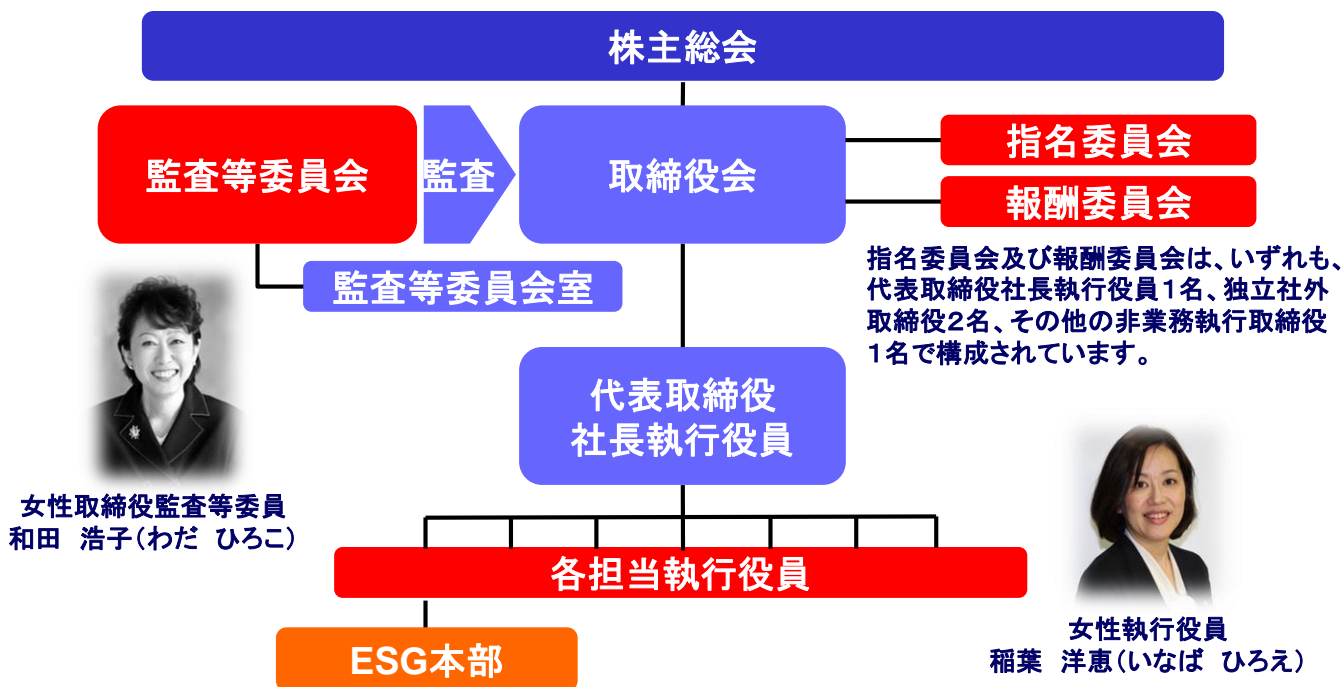 株主総会
監査等委員会
監査
取締役会
指名委員会
報酬委員会
監査等委員会室
指名委員会及び報酬委員会は、いずれも、
代表取締役社長執行役員1名、独立社外
取締役2名、その他の非業務執行取締役
1名で構成されています。
代表取締役
社長執行役員
女性取締役監査等委員
和田 浩子(わだ ひろこ)
各担当執行役員
女性執行役員
稲葉 洋恵(いなば ひろえ)
ESG本部